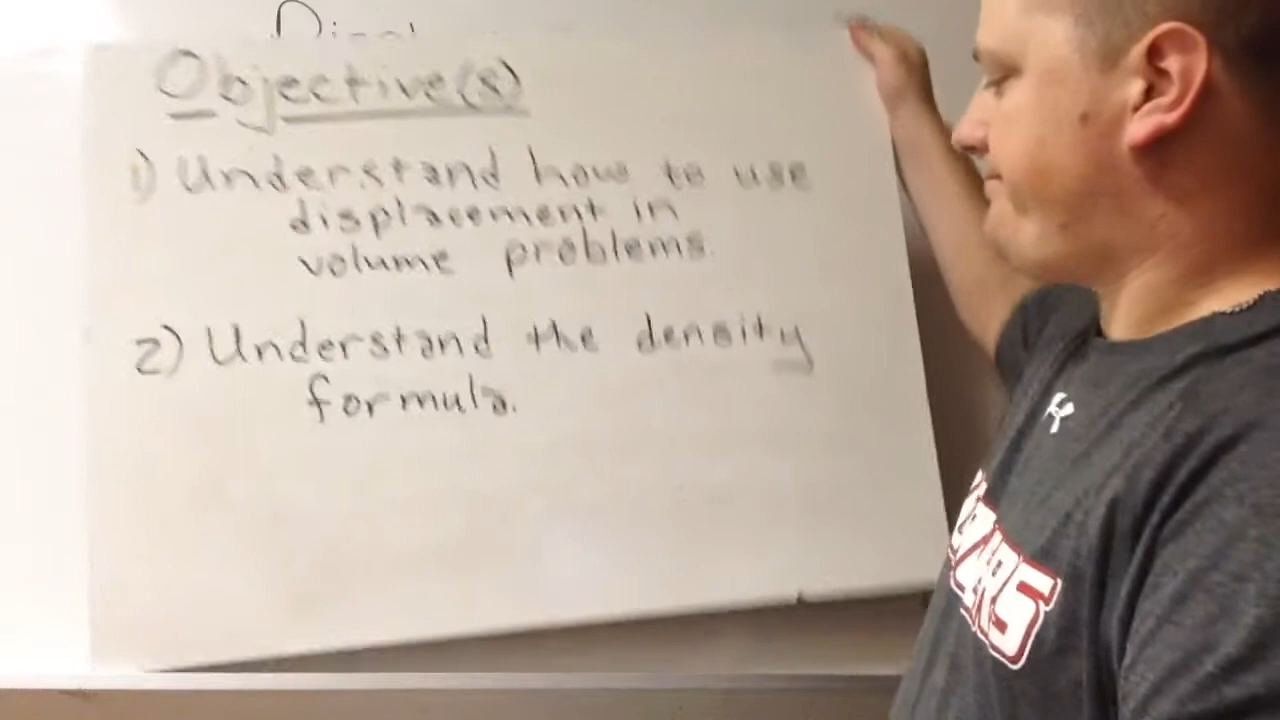 Objective(s)
1) Understand how to use
displacement in
volume problems.
2) Understand the density
formula.